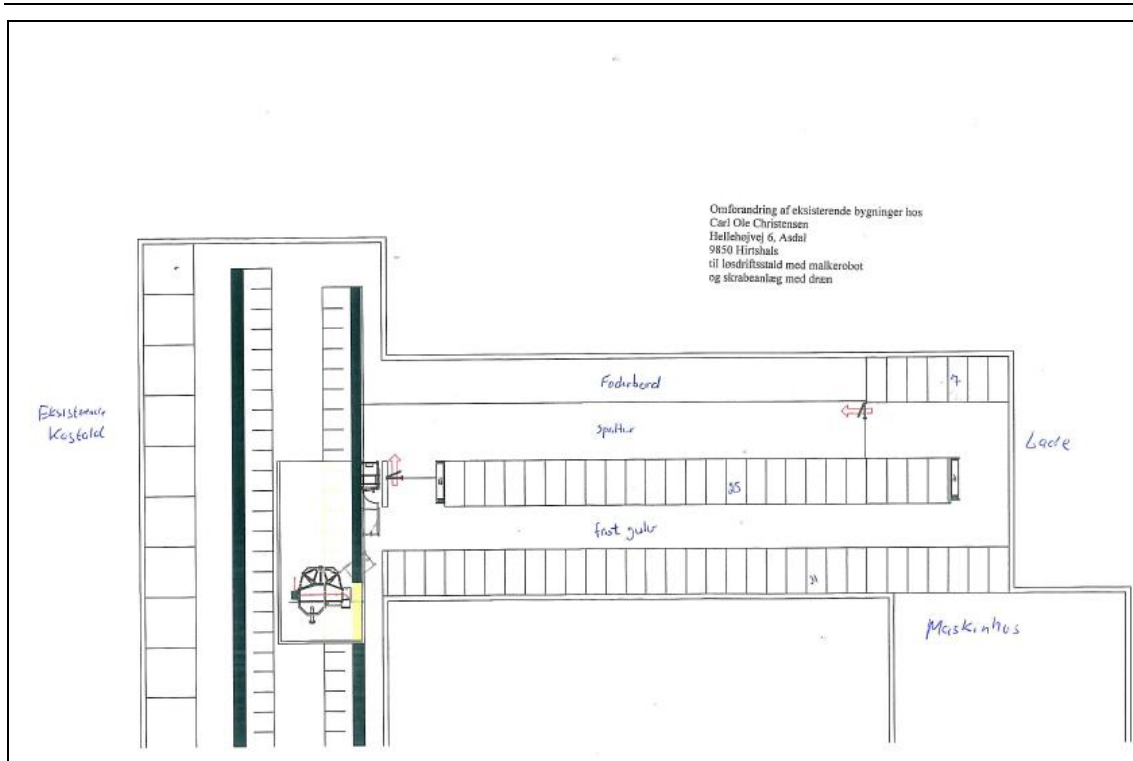 Omforandring af eksisterende bygninger hos
Carl Ole Christensen
Hellehøjvej 6, Asdal
9850 Hirtshals
til løsdriftsstald med malkerobot
og skrabeanlæg med dræn
Foderbord
7
Eksisterende
Kostald
Spalter
Lade
25
fast gulv
31
Maskinhus